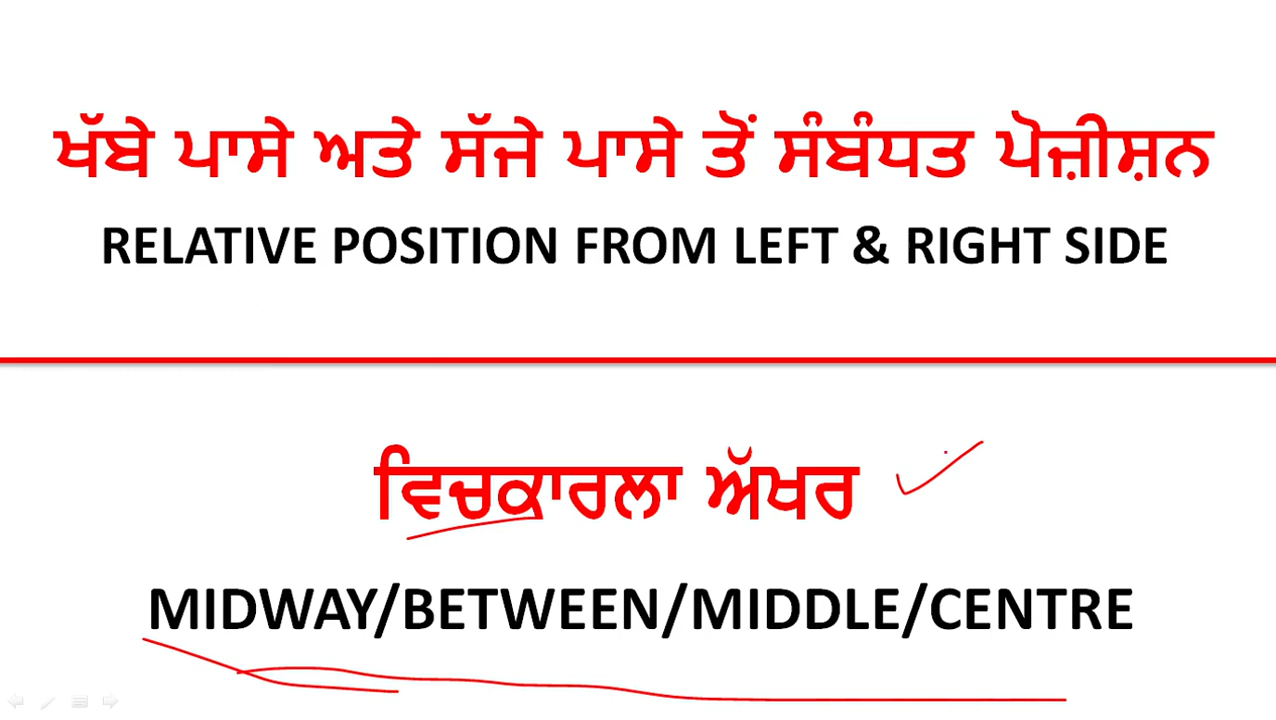 ਖੱਬੇ ਪਾਸੇ ਅਤੇ ਸੱਜੇ ਪਾਸੇ ਤੋਂ ਸੰਬੰਧਤ ਪੋਜ਼ੀਸ਼ਨ
RELATIVE POSITION FROM LEFT & RIGHT SIDE
ਵਿਚਕਾਰਲਾ ਅੱਖਰ
MIDWAY/BETWEEN/MIDDLE/CENTRE